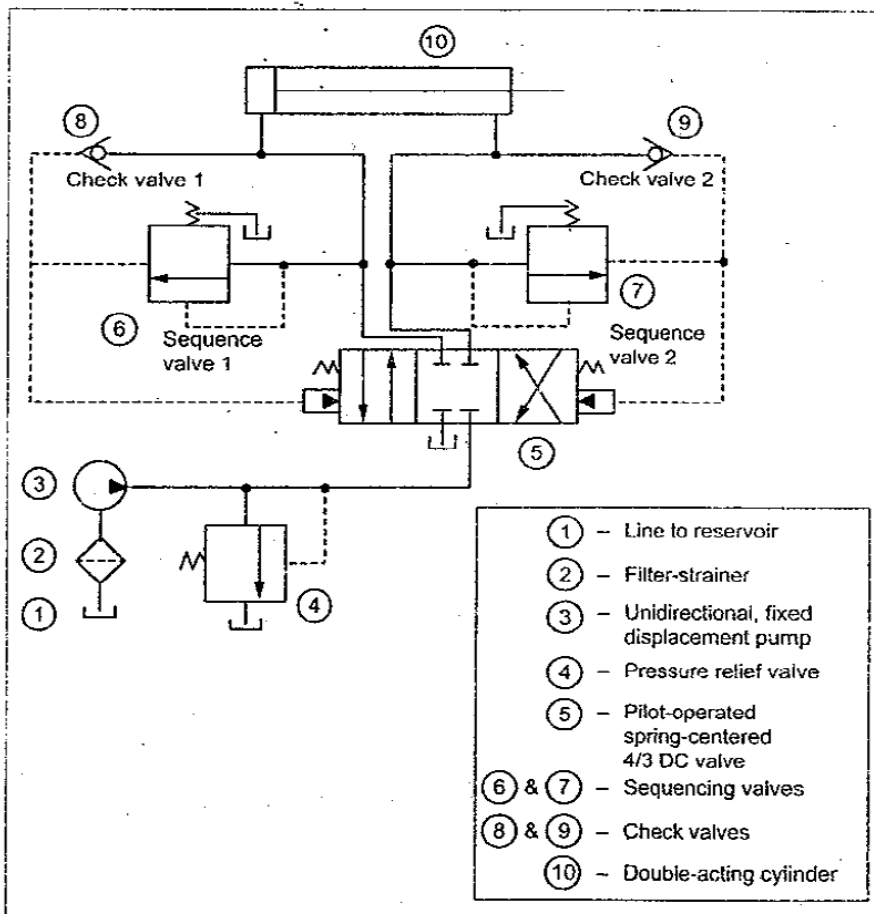 10
8
9
Check valve 1
Check valve 2
6
7
Sequence
valve 1
Sequence
valve 2
5
3
2
1
4
1 – Line to reservoir
2 – Filter-strainer
3 – Unidirectional, fixed
displacement pump
4 – Pressure relief valve
5 – Pilot-operated
spring-centered
4/3 DC valve
6 & 7 – Sequencing valves
8 & 9 – Check valves
10 – Double-acting cylinder